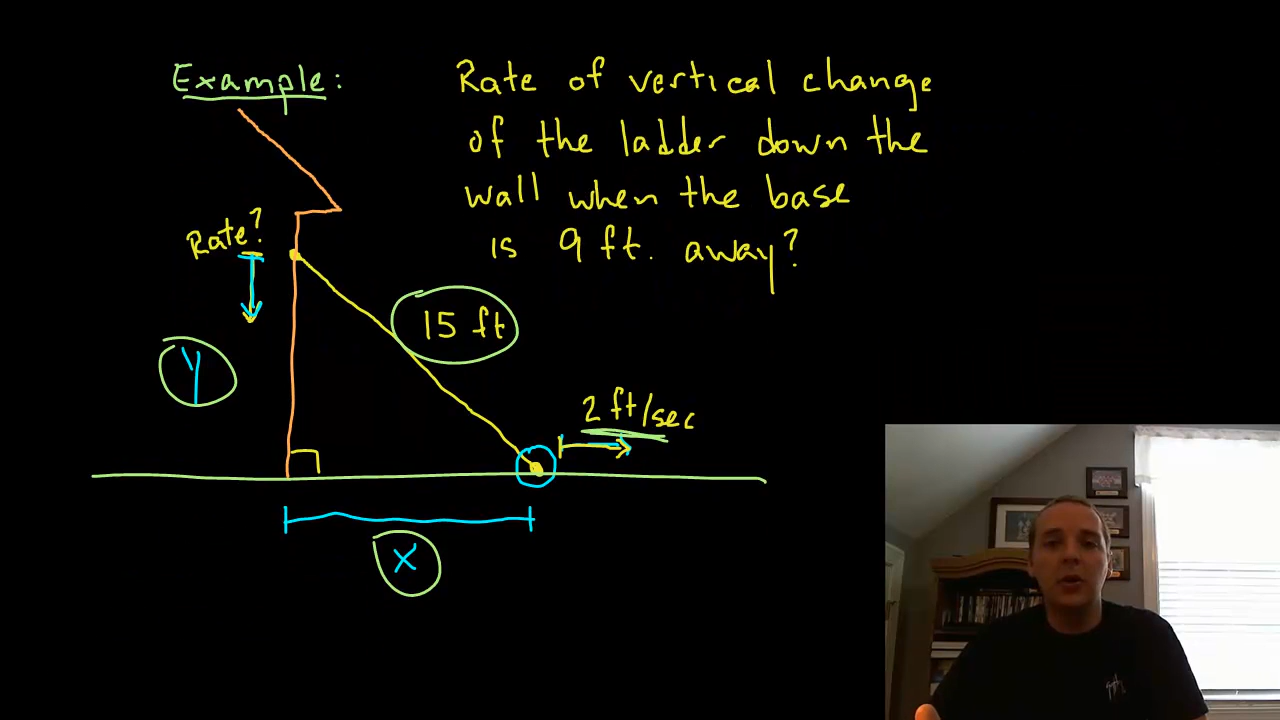 Example:
Rate of vertical change
of the ladder down the
wall when the base
is 9 ft. away?
Rate?
15 ft
Y
2 ft/sec
X